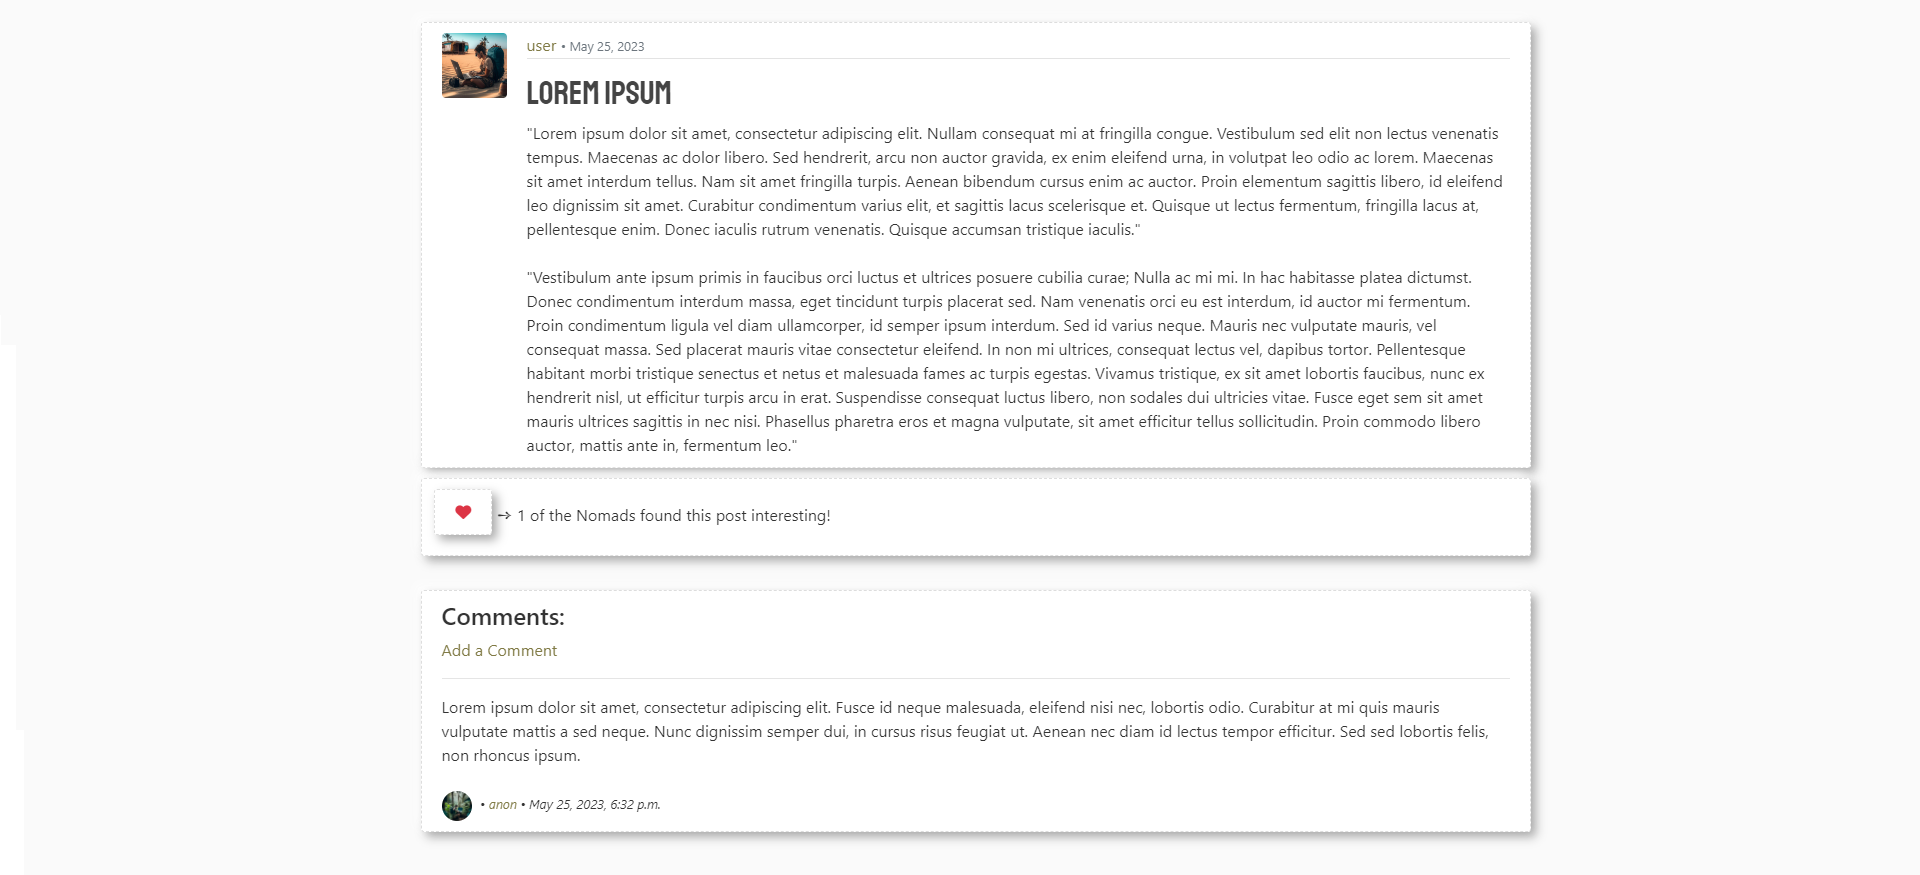 user • May 25, 2023
LOREM IPSUM
"Lorem ipsum dolor sit amet, consectetur adipiscing elit. Nullam consequat mi at fringilla congue. Vestibulum sed elit non lectus venenatis
tempus. Maecenas ac dolor libero. Sed hendrerit, arcu non auctor gravida, ex enim eleifend urna, in volutpat leo odio ac lorem. Maecenas
sit amet interdum tellus. Nam sit amet fringilla turpis. Aenean bibendum cursus enim ac auctor. Proin elementum sagittis libero, id eleifend
leo dignissim sit amet. Curabitur condimentum varius elit, et sagittis lacus scelerisque et. Quisque ut lectus fermentum, fringilla lacus at,
pellentesque enim. Donec iaculis rutrum venenatis. Quisque accumsan tristique iaculis."
"Vestibulum ante ipsum primis in faucibus orci luctus et ultrices posuere cubilia curae; Nulla ac mi mi. In hac habitasse platea dictumst.
Donec condimentum interdum massa, eget tincidunt turpis placerat sed. Nam venenatis orci eu est interdum, id auctor mi fermentum.
Proin condimentum ligula vel diam ullamcorper, id semper ipsum interdum. Sed id varius neque. Mauris nec vulputate mauris, vel
consequat massa. Sed placerat mauris vitae consectetur eleifend. In non mi ultrices, consequat lectus vel, dapibus tortor. Pellentesque
habitant morbi tristique senectus et netus et malesuada fames ac turpis egestas. Vivamus tristique, ex sit amet lobortis faucibus, nunc ex
hendrerit nisl, ut efficitur turpis arcu in erat. Suspendisse consequat luctus libero, non sodales dui ultricies vitae. Fusce eget sem sit amet
mauris ultrices sagittis in nec nisi. Phasellus pharetra eros et magna vulputate, sit amet efficitur tellus sollicitudin. Proin commodo libero
auctor, mattis ante in, fermentum leo."
➺ 1 of the Nomads found this post interesting!
Comments:
Add a Comment
Lorem ipsum dolor sit amet, consectetur adipiscing elit. Fusce id neque malesuada, eleifend nisi nec, lobortis odio. Curabitur at mi quis mauris
vulputate mattis a sed neque. Nunc dignissim semper dui, in cursus risus feugiat ut. Aenean nec diam id lectus tempor efficitur. Sed sed lobortis felis,
non rhoncus ipsum.
• anon • May 25, 2023, 6:32 p.m.